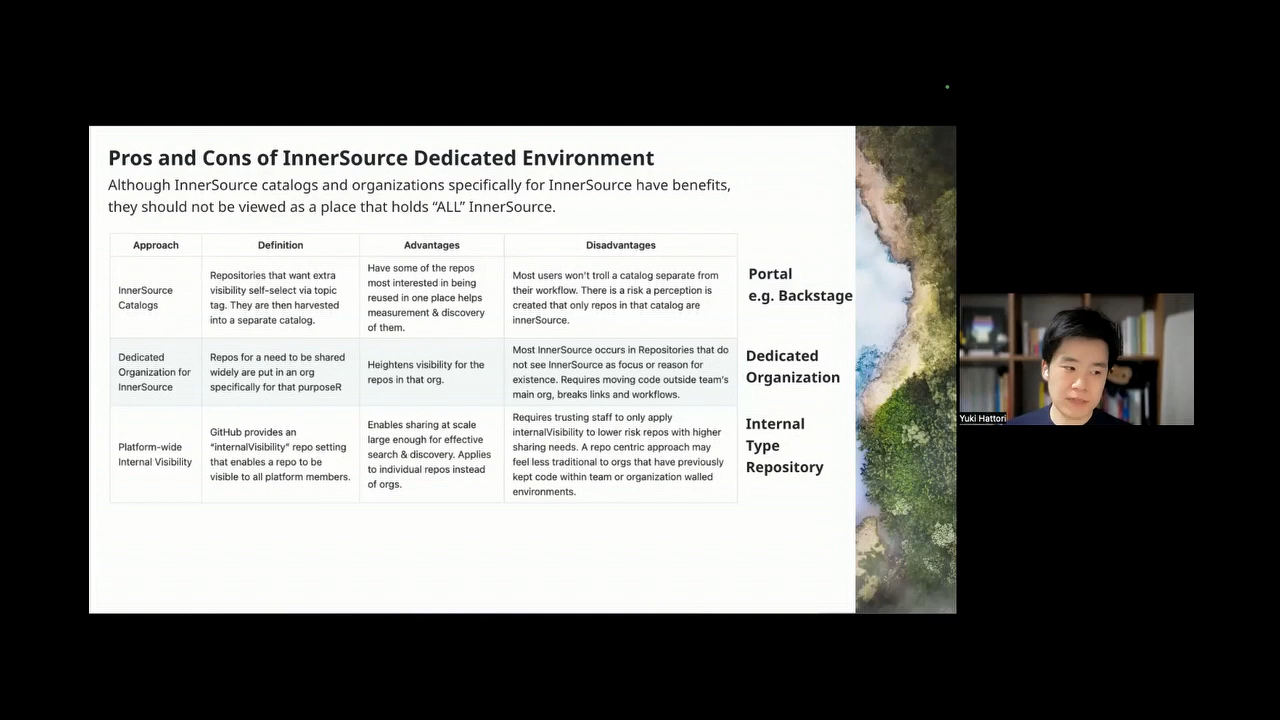 Pros and Cons of InnerSource Dedicated Environment
Although InnerSource catalogs and organizations specifically for InnerSource have benefits,
they should not be viewed as a place that holds “ALL” InnerSource.
Approach
Definition
Advantages
Disadvantages
InnerSource
Catalogs
Repositories that want extra
visibility self-select via topic
tag. They are then harvested
into a separate catalog.
Have some of the repos
most interested in being
reused in one place helps
measurement & discovery
of them.
Most users won't troll a catalog separate from
their workflow. There is a risk a perception is
created that only repos in that catalog are
innerSource.
Portal
e.g. Backstage
Dedicated
Organization for
InnerSource
Repos for a need to be shared
widely are put in an org
specifically for that purposeR
Heightens visibility for the
repos in that org.
Most InnerSource occurs in Repositories that do
not see InnerSource as focus or reason for
existence. Requires moving code outside team's
main org, breaks links and workflows.
Dedicated
Organization
Platform-wide
Internal Visibility
GitHub provides an
“internalVisibility” repo setting
that enables a repo to be
visible to all platform members.
Enables sharing at scale
large enough for effective
search & discovery. Applies
to individual repos instead
of orgs.
Requires trusting staff to only apply
internalVisibility to lower risk repos with higher
sharing needs. A repo centric approach may
feel less traditional to orgs that have previously
kept code within team or organization walled
environments.
Internal
Type
Repository
Yuki Hattori